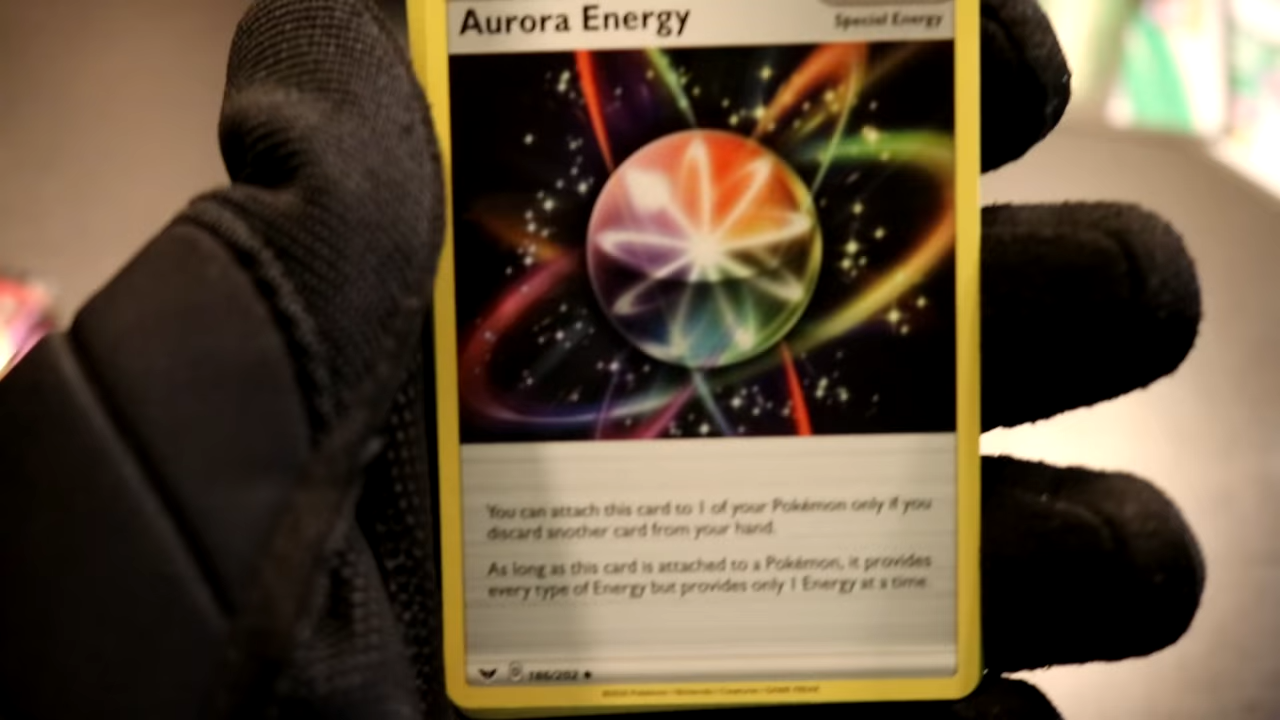 Aurora Energy
Special Energy
You can attach this card to 1 of your Pokémon only if you
discard another card from your hand.
As long as this card is attached to a Pokémon, it provides
every type of Energy but provides only 1 Energy at a time.
186/202